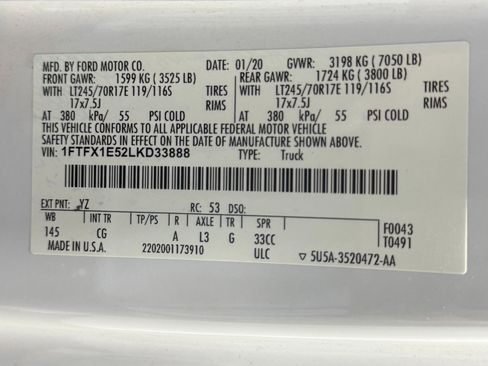 MFD. BY FORD MOTOR CO. 01/20 GVWR: 3198 KG (7050 LB)
FRONT GAWR: 1599 KG (3525 LB) REAR GAWR: 1724 KG (3800 LB)
WITH LT245/70R17E 119/116S TIRES WITH LT245/70R17E 119/116S TIRES
17x7.5J RIMS 17x7.5J RIMS
AT 380 kPa/ 55 PSI COLD AT 380 kPa/ 55 PSI COLD
THIS VEHICLE CONFORMS TO ALL APPLICABLE FEDERAL MOTOR VEHICLE
SAFETY STANDARDS IN EFFECT ON THE DATE OF MANUFACTURE SHOWN ABOVE.
VIN: 1FTFX1E52LKD33888 TYPE: Truck
EXT PNT: YZ RC: 53 DSO:
WB INT TR TP/PS R AXLE TR SPR F0043
145 CG A L3 G 33CC T0491
MADE IN U.S.A. 2202001173910 ULC ▽ 5U5A-3520472-AA